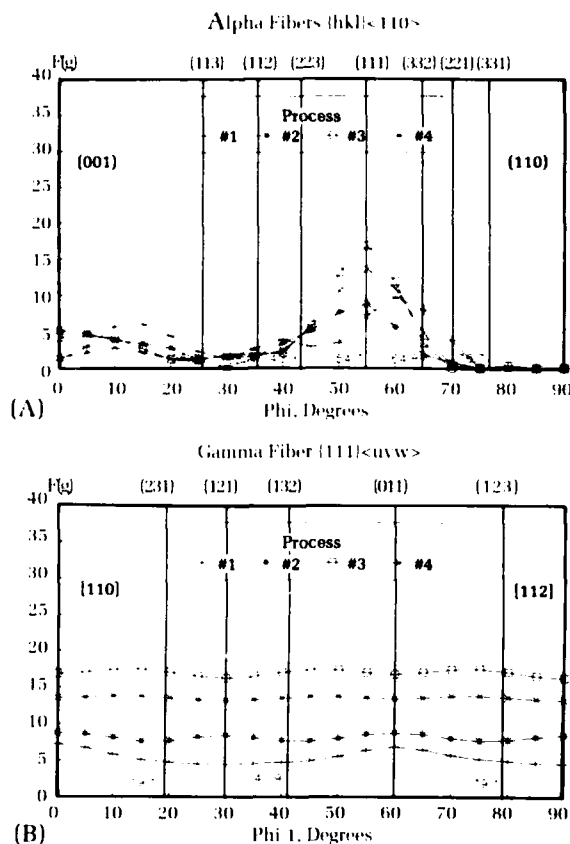 Alpha Fibers {hkl}<110>
F(g) (113) (112) (223) (111) (332) (221) (331)
40
35
30
25
20
15
10
5
0
Process
#1 #2 #3 #4
(001) (110)
0 10 20 30 40 50 60 70 80 90
(A) Phi, Degrees
Gamma Fiber {111}<uvw>
F(g) (231) (121) (132) (011) (123)
40
35
30
25
20
15
10
5
0
Process
#1 #2 #3 #4
[110] [112]
0 10 20 30 40 50 60 70 80 90
(B) Phi 1, Degrees